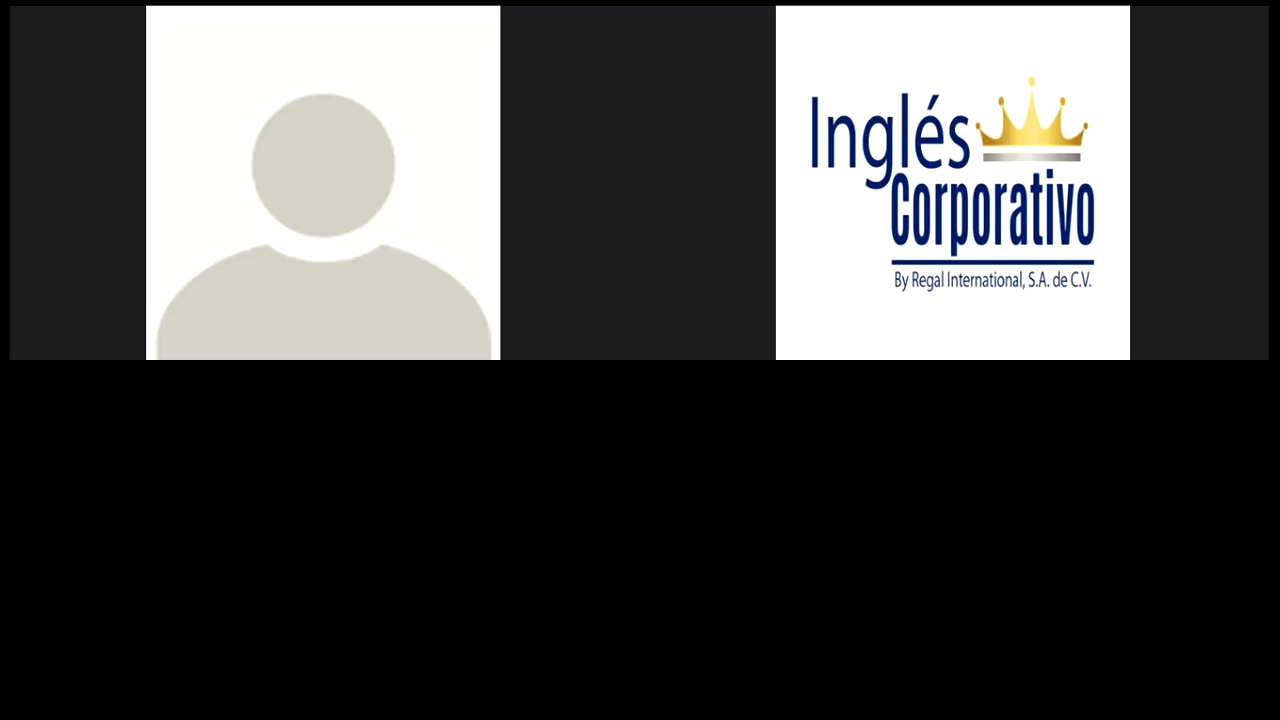 Inglés
Corporativo
By Regal International, S.A. de C.V.